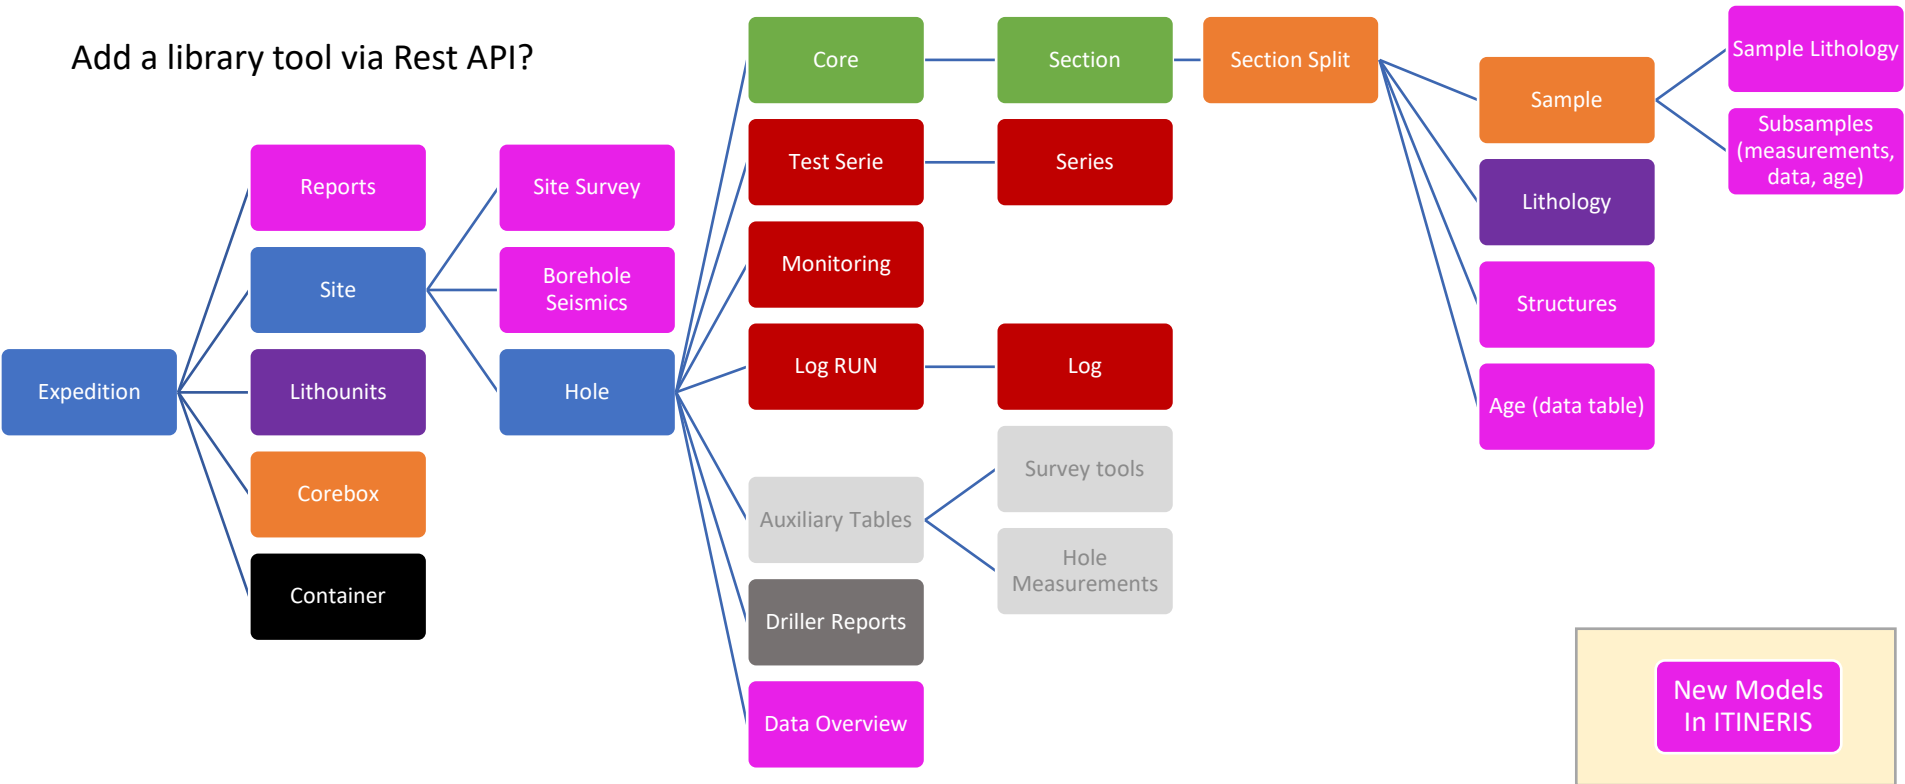 Add a library tool via Rest API?
Expedition
Reports
Site
Lithounits
Corebox
Container
Site Survey
Borehole
Seismics
Hole
Core
Test Serie
Monitoring
Log RUN
Auxiliary Tables
Driller Reports
Data Overview
Section
Series
Log
Survey tools
Hole
Measurements
Section Split
Sample
Lithology
Structures
Age (data table)
Sample Lithology
Subsamples
(measurements,
data, age)
New Models
In ITINERIS